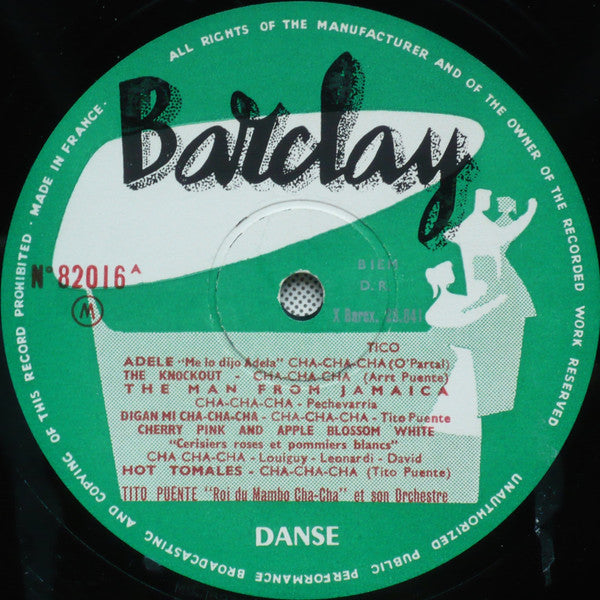 ALL RIGHTS OF THE MANUFACTURER AND OF THE OWNER OF THE RECORDED WORK RESERVED
UNAUTHORIZED PUBLIC PERFORMANCE BROADCASTING AND COPYING OF THIS RECORD PROHIBITED · MADE IN FRANCE ·
Barclay
N° 82016 A
M
BIEM
D.R.
TICO
ADELE "Me lo dijo Adela" CHA-CHA-CHA (O'Partal)
THE KNOCKOUT - CHA-CHA-CHA (Arrt Puente)
THE MAN FROM JAMAICA
CHA-CHA-CHA - Pechevarria
DIGAN MI CHA-CHA-CHA - CHA-CHA-CHA - Tito Puente
CHERRY PINK AND APPLE BLOSSOM WHITE
"Cerisiers roses et pommiers blancs"
CHA CHA-CHA - Louiguy - Leonardi - David
HOT TOMALES - CHA-CHA-CHA (Tito Puente)
TITO PUENTE "Roi du Mambo Cha-Cha" et son Orchestre
DANSE